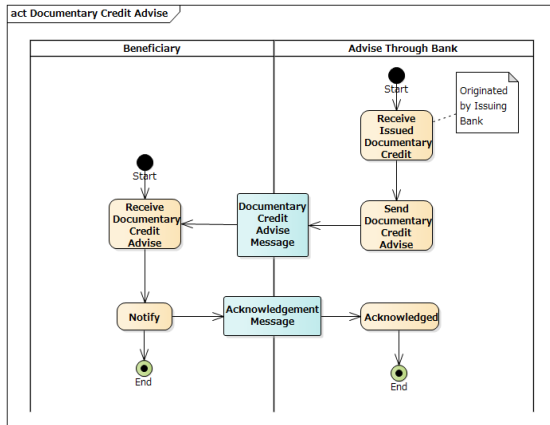 act Documentary Credit Advise
Beneficiary
Advise Through Bank
Start
Originated
by Issuing
Bank
Receive
Issued
Documentary
Credit
Start
Receive
Documentary
Credit
Advise
Documentary
Credit
Advise
Message
Send
Documentary
Credit
Advise
Notify
Acknowledgement
Message
Acknowledged
End
End